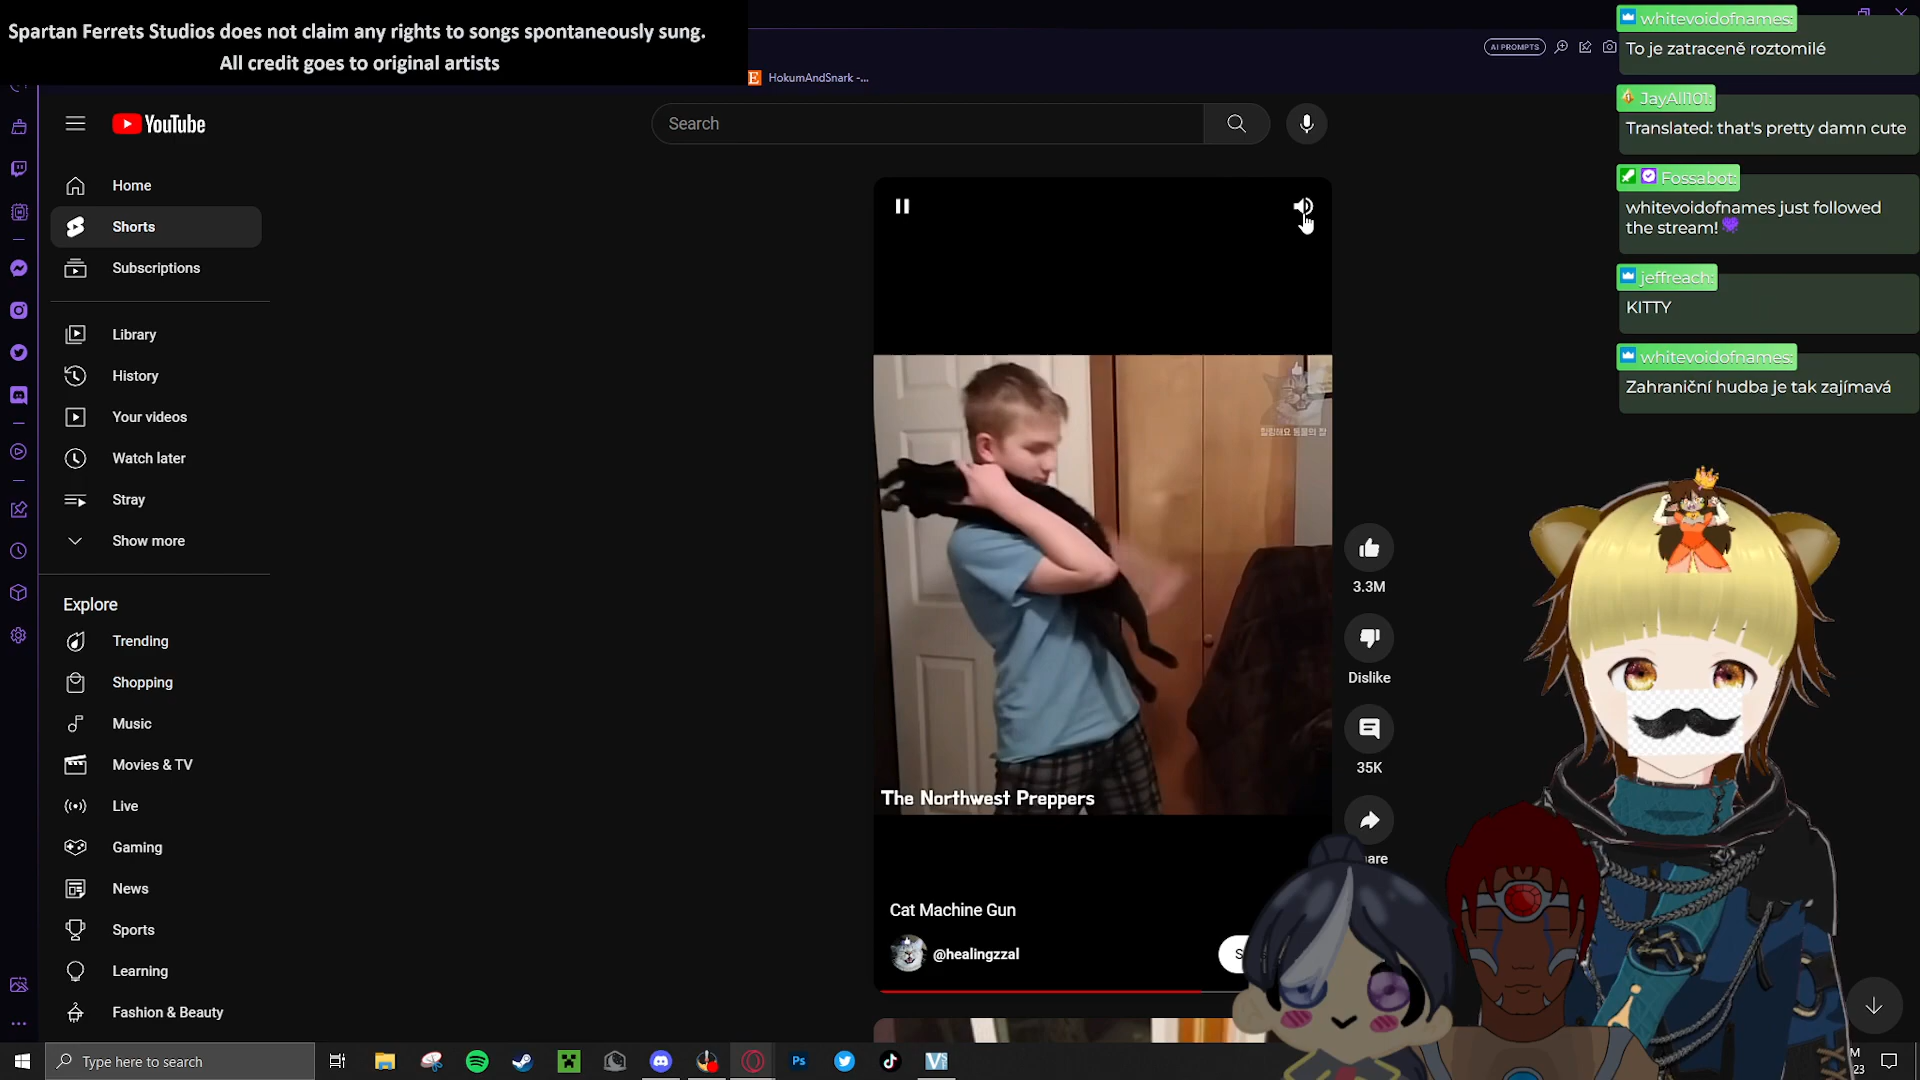 Spartan Ferrets Studios does not claim any rights to songs spontaneously sung.
All credit goes to original artists
HokumAndSnark -...
AI PROMPTS
YouTube
Search
Home
Shorts
Subscriptions
Library
History
Your videos
Watch later
Stray
Show more
Explore
Trending
Shopping
Music
Movies & TV
Live
Gaming
News
Sports
Learning
Fashion & Beauty
The Northwest Preppers
Cat Machine Gun
@healingzzal
3.3M
Dislike
35K
whitevoidofnames:
To je zatraceně roztomilé
JayAll101:
Translated: that's pretty damn cute
Fossabot:
whitevoidofnames just followed
the stream!
jeffreach:
KITTY
whitevoidofnames:
Zahraniční hudba je tak zajímavá
Type here to search
Ps
M
23